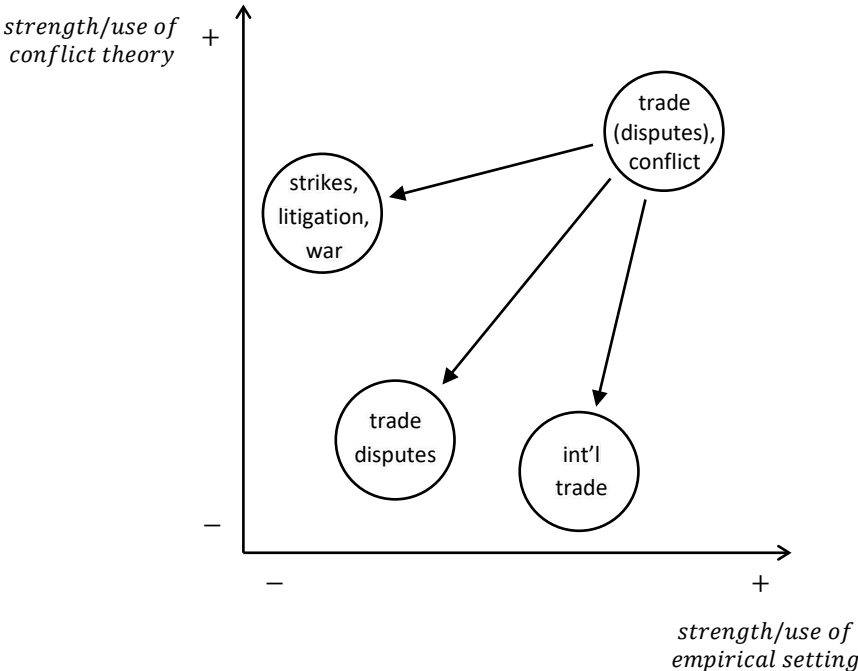 strength/use of
conflict theory
+
trade
(disputes),
conflict
strikes,
litigation,
war
trade
disputes
int'l
trade
−
−
+
strength/use of
empirical setting